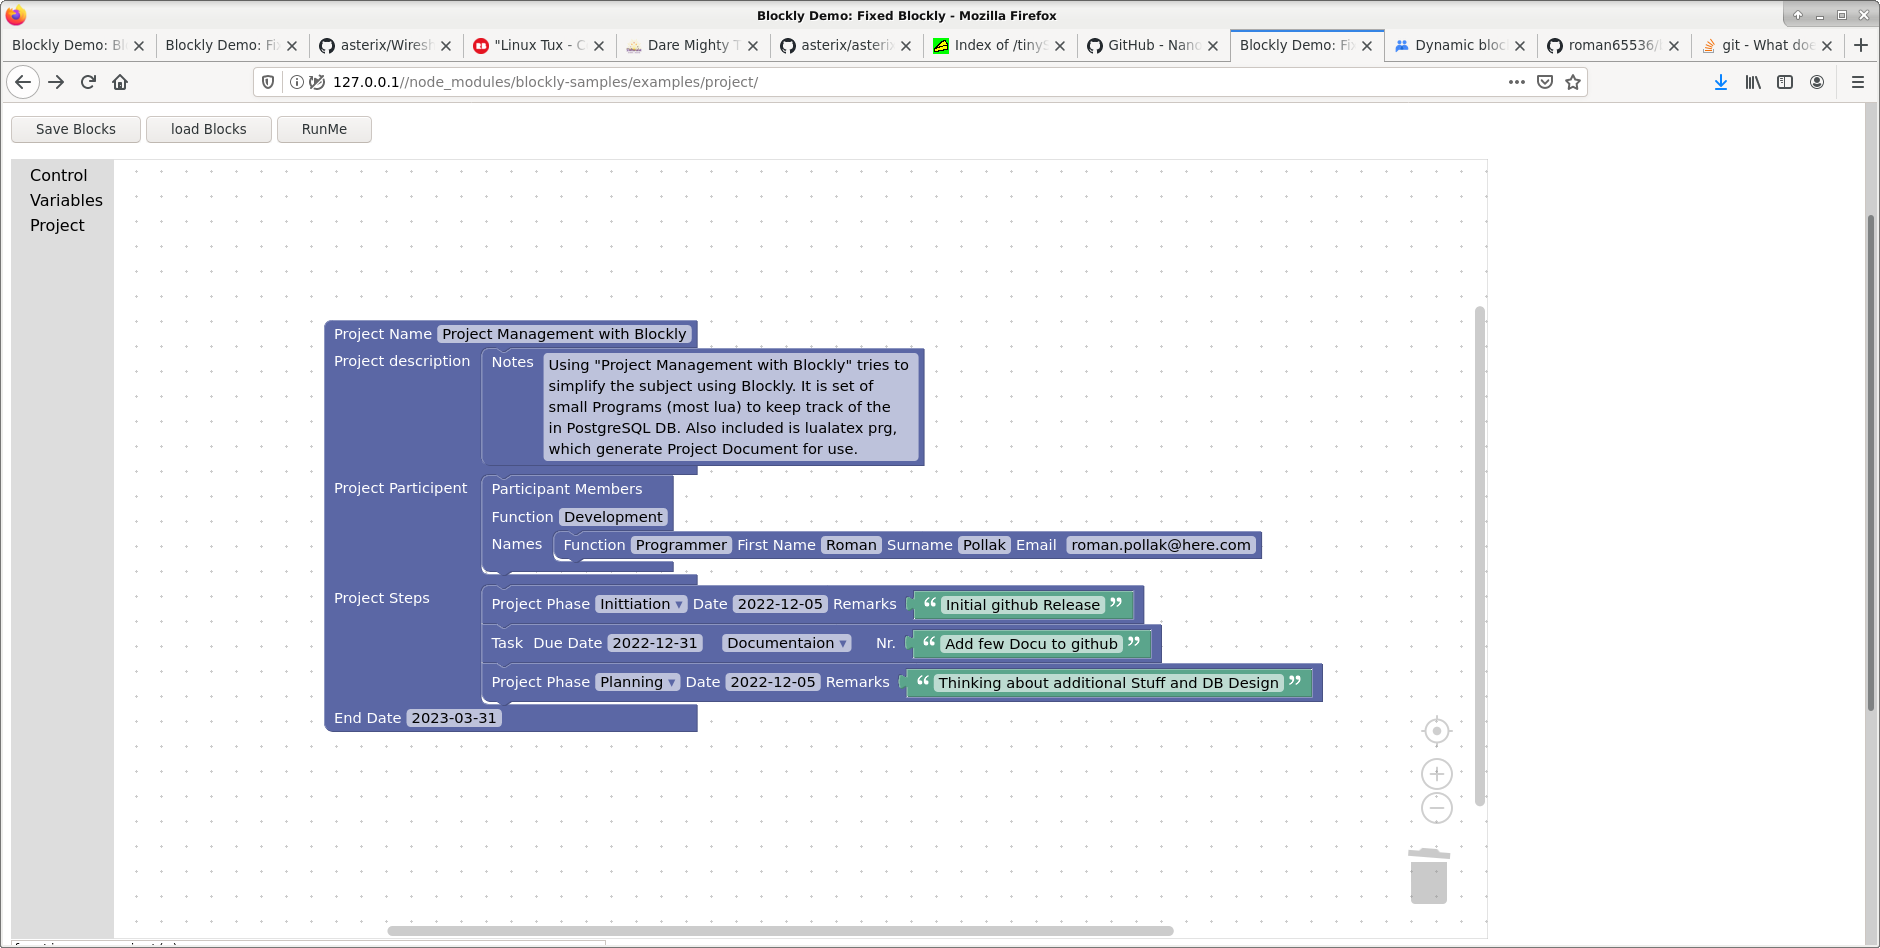 Blockly Demo: Fixed Blockly - Mozilla Firefox
Blockly Demo: Bl
Blockly Demo: Fi
asterix/Wiresh
"Linux Tux - C
Dare Mighty T
asterix/asterix
Index of /tinyS
GitHub - Nano
Blockly Demo: Fi
Dynamic bloc
roman65536/
git - What doe
127.0.0.1//node_modules/blockly-samples/examples/project/
Save Blocks
load Blocks
RunMe
Control
Variables
Project
Project Name Project Management with Blockly
Project description
Notes
Using "Project Management with Blockly" tries to
simplify the subject using Blockly. It is set of
small Programs (most lua) to keep track of the
in PostgreSQL DB. Also included is lualatex prg,
which generate Project Document for use.
Project Participent
Participant Members
Function Development
Names Function Programmer First Name Roman Surname Pollak Email roman.pollak@here.com
Project Steps
Project Phase Inittiation Date 2022-12-05 Remarks “ Initial github Release ”
Task Due Date 2022-12-31 Documentaion Nr. “ Add few Docu to github ”
Project Phase Planning Date 2022-12-05 Remarks “ Thinking about additional Stuff and DB Design ”
End Date 2023-03-31